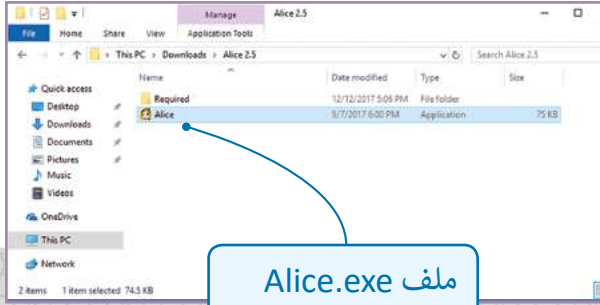 Manage
Alice 2.5
File Home Share View Application Tools
This PC > Downloads > Alice 2.5
Search Alice 2.5
Name Date modified Type Size
Quick access
Required 12/12/2017 5:06 PM File folder
Desktop
Alice 9/7/2017 6:00 PM Application 75 KB
Downloads
Documents
Pictures
Music
Videos
OneDrive
This PC
Network
ملف Alice.exe
2 items 1 item selected 74.5 KB